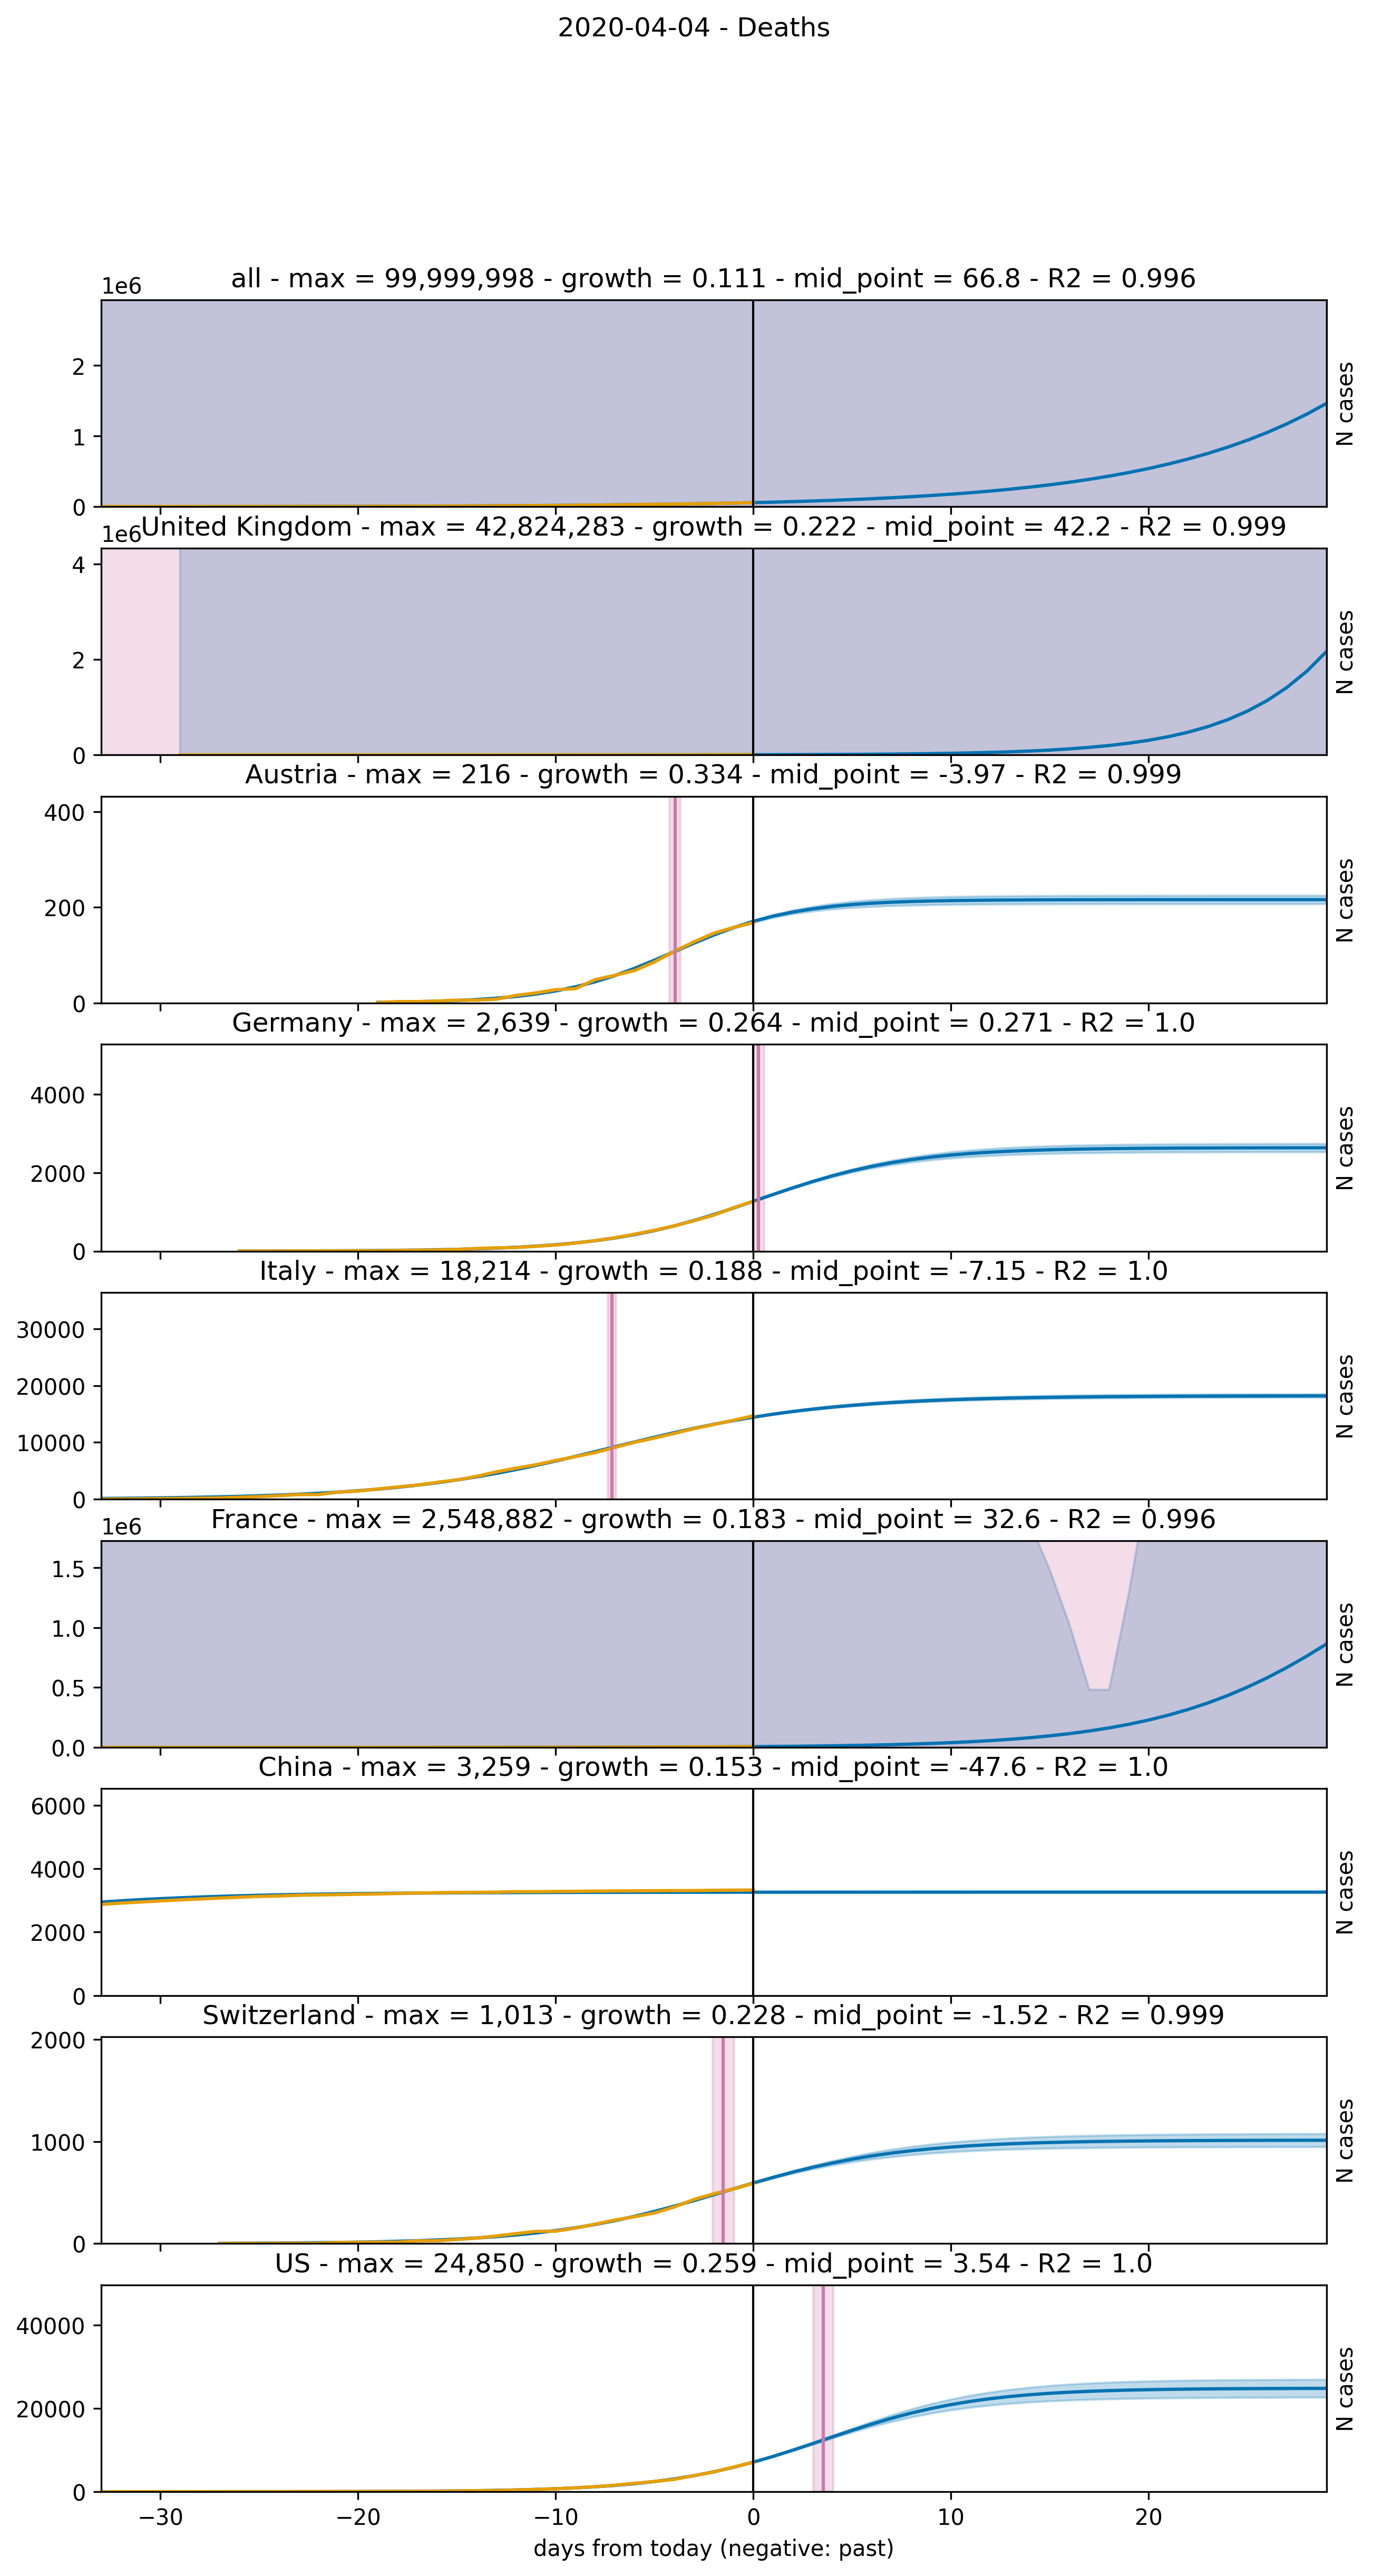 2020-04-04 - Deaths
all - max = 99,999,998 - growth = 0.111 - mid_point = 66.8 - R2 = 0.996
1e6
2
1
0
N cases
United Kingdom - max = 42,824,283 - growth = 0.222 - mid_point = 42.2 - R2 = 0.999
1e6
4
2
0
N cases
Austria - max = 216 - growth = 0.334 - mid_point = -3.97 - R2 = 0.999
400
200
0
N cases
Germany - max = 2,639 - growth = 0.264 - mid_point = 0.271 - R2 = 1.0
4000
2000
0
N cases
Italy - max = 18,214 - growth = 0.188 - mid_point = -7.15 - R2 = 1.0
30000
20000
10000
0
N cases
France - max = 2,548,882 - growth = 0.183 - mid_point = 32.6 - R2 = 0.996
1e6
1.5
1.0
0.5
0.0
N cases
China - max = 3,259 - growth = 0.153 - mid_point = -47.6 - R2 = 1.0
6000
4000
2000
0
N cases
Switzerland - max = 1,013 - growth = 0.228 - mid_point = -1.52 - R2 = 0.999
2000
1000
0
N cases
US - max = 24,850 - growth = 0.259 - mid_point = 3.54 - R2 = 1.0
40000
20000
0
N cases
−30 −20 −10 0 10 20
days from today (negative: past)